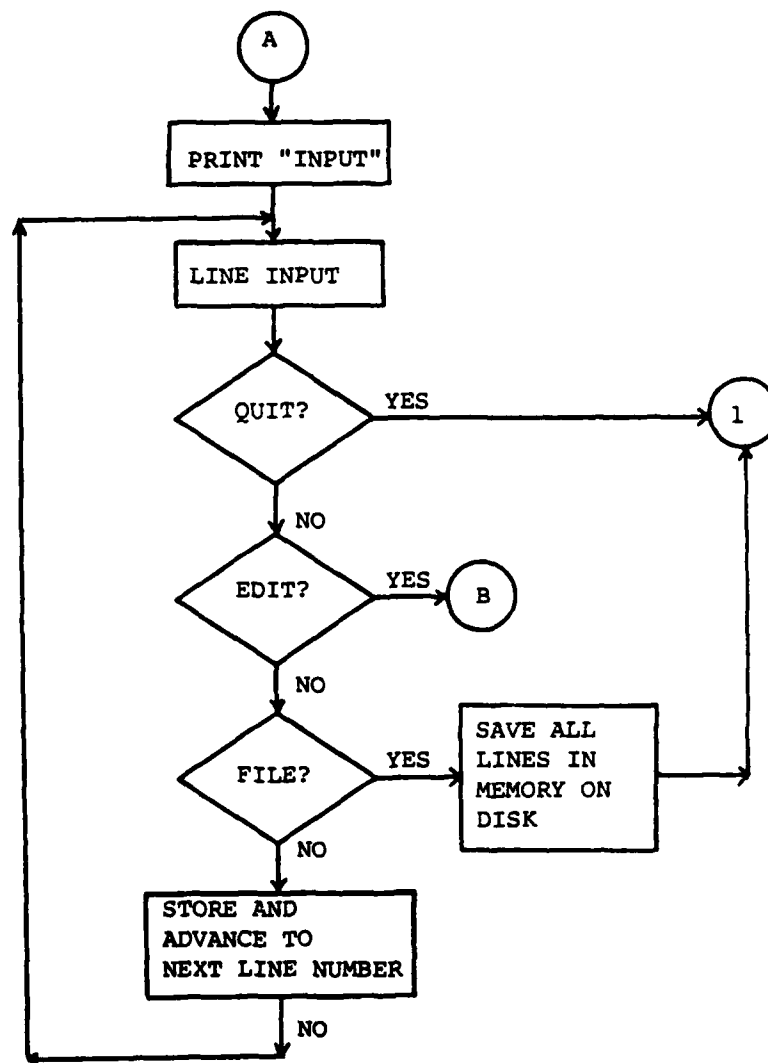 A
PRINT "INPUT"
LINE INPUT
QUIT?
YES
1
NO
EDIT?
YES
B
NO
FILE?
YES
SAVE ALL
LINES IN
MEMORY ON
DISK
NO
STORE AND
ADVANCE TO
NEXT LINE NUMBER
NO